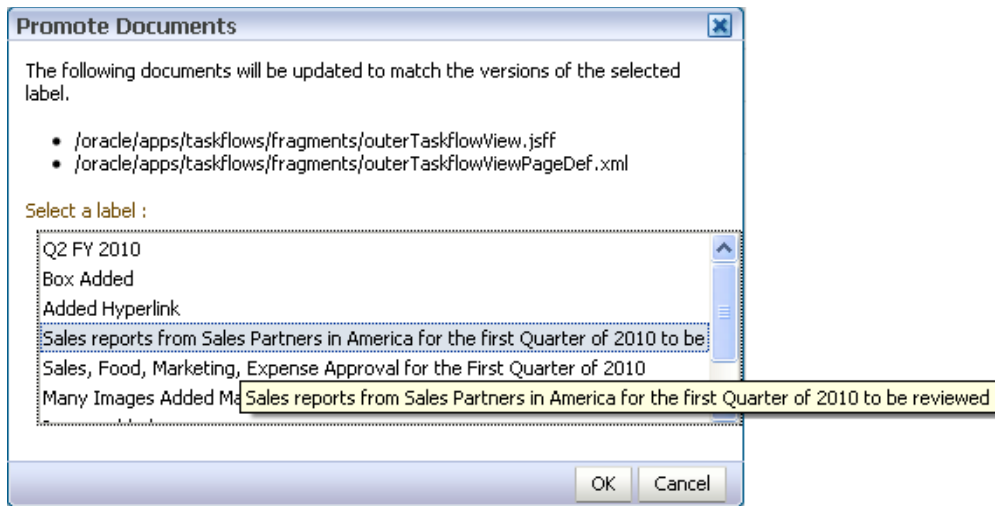 Promote Documents
The following documents will be updated to match the versions of the selected
label.
• /oracle/apps/taskflows/fragments/outerTaskflowView.jsff
• /oracle/apps/taskflows/fragments/outerTaskflowViewPageDef.xml
Select a label :
Q2 FY 2010
Box Added
Added Hyperlink
Sales reports from Sales Partners in America for the first Quarter of 2010 to be
Sales, Food, Marketing, Expense Approval for the First Quarter of 2010
Many Images Added Ma
Sales reports from Sales Partners in America for the first Quarter of 2010 to be reviewed
OK Cancel